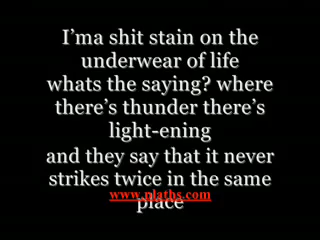 I’ma shit stain on the
underwear of life
whats the saying? where
there’s thunder there’s
light-ening
and they say that it never
strikes twice in the same
www.plaths.com
place